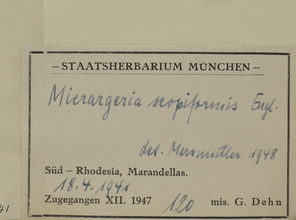 – STAATSHERBARIUM MÜNCHEN –
Micrargeria scopiformis Engl.
det. Merxmüller 1948
Süd – Rhodesia, Marandellas.
18.4.1941
Zugegangen XII. 1947 120 mis. G. Dehn
41